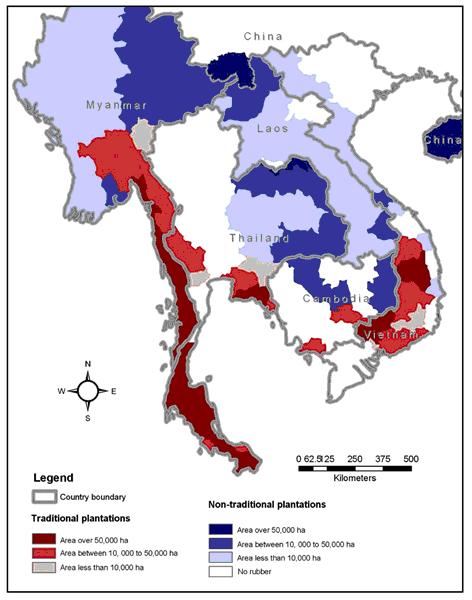 China
Myanmar
Laos
China
Thailand
Cambodia
Vietnam
N
W E
S
0 62.5125 250 375 500
Kilometers
Legend
Country boundary
Traditional plantations
Area over 50,000 ha
Area between 10, 000 to 50,000 ha
Area less than 10,000 ha
Non-traditional plantations
Area over 50,000 ha
Area between 10, 000 to 50,000 ha
Area less than 10,000 ha
No rubber